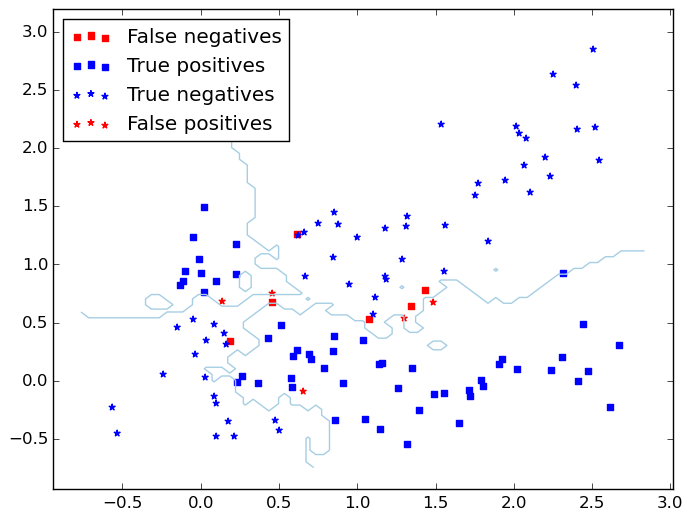 3.0
2.5
2.0
1.5
1.0
0.5
0.0
−0.5
False negatives
True positives
True negatives
False positives
−0.5 0.0 0.5 1.0 1.5 2.0 2.5 3.0